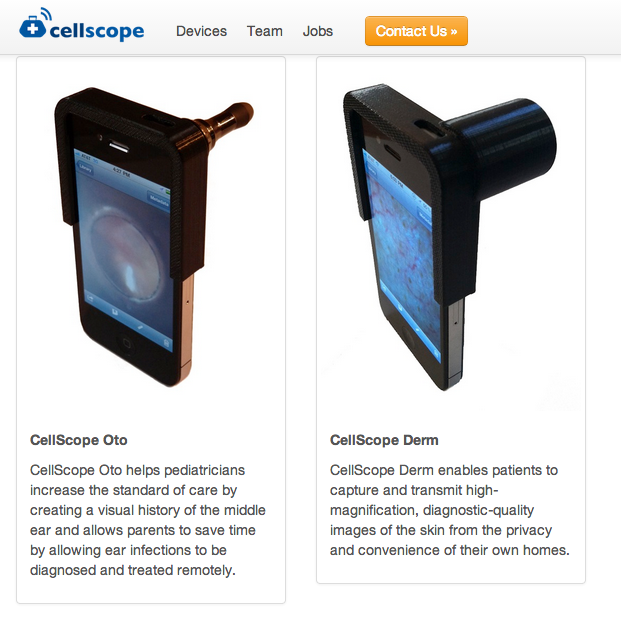 cellscope
Devices Team Jobs Contact Us »
4:37 PM
CellScope Oto
CellScope Oto helps pediatricians
increase the standard of care by
creating a visual history of the middle
ear and allows parents to save time
by allowing ear infections to be
diagnosed and treated remotely.
CellScope Derm
CellScope Derm enables patients to
capture and transmit high-
magnification, diagnostic-quality
images of the skin from the privacy
and convenience of their own homes.